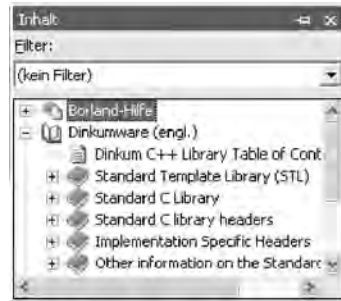 Inhalt
Filter:
(kein Filter)
Borland-Hilfe
Dinkumware (engl.)
Dinkum C++ Library Table of Cont
Standard Template Library (STL)
Standard C Library
Standard C library headers
Implementation Specific Headers
Other information on the Standard